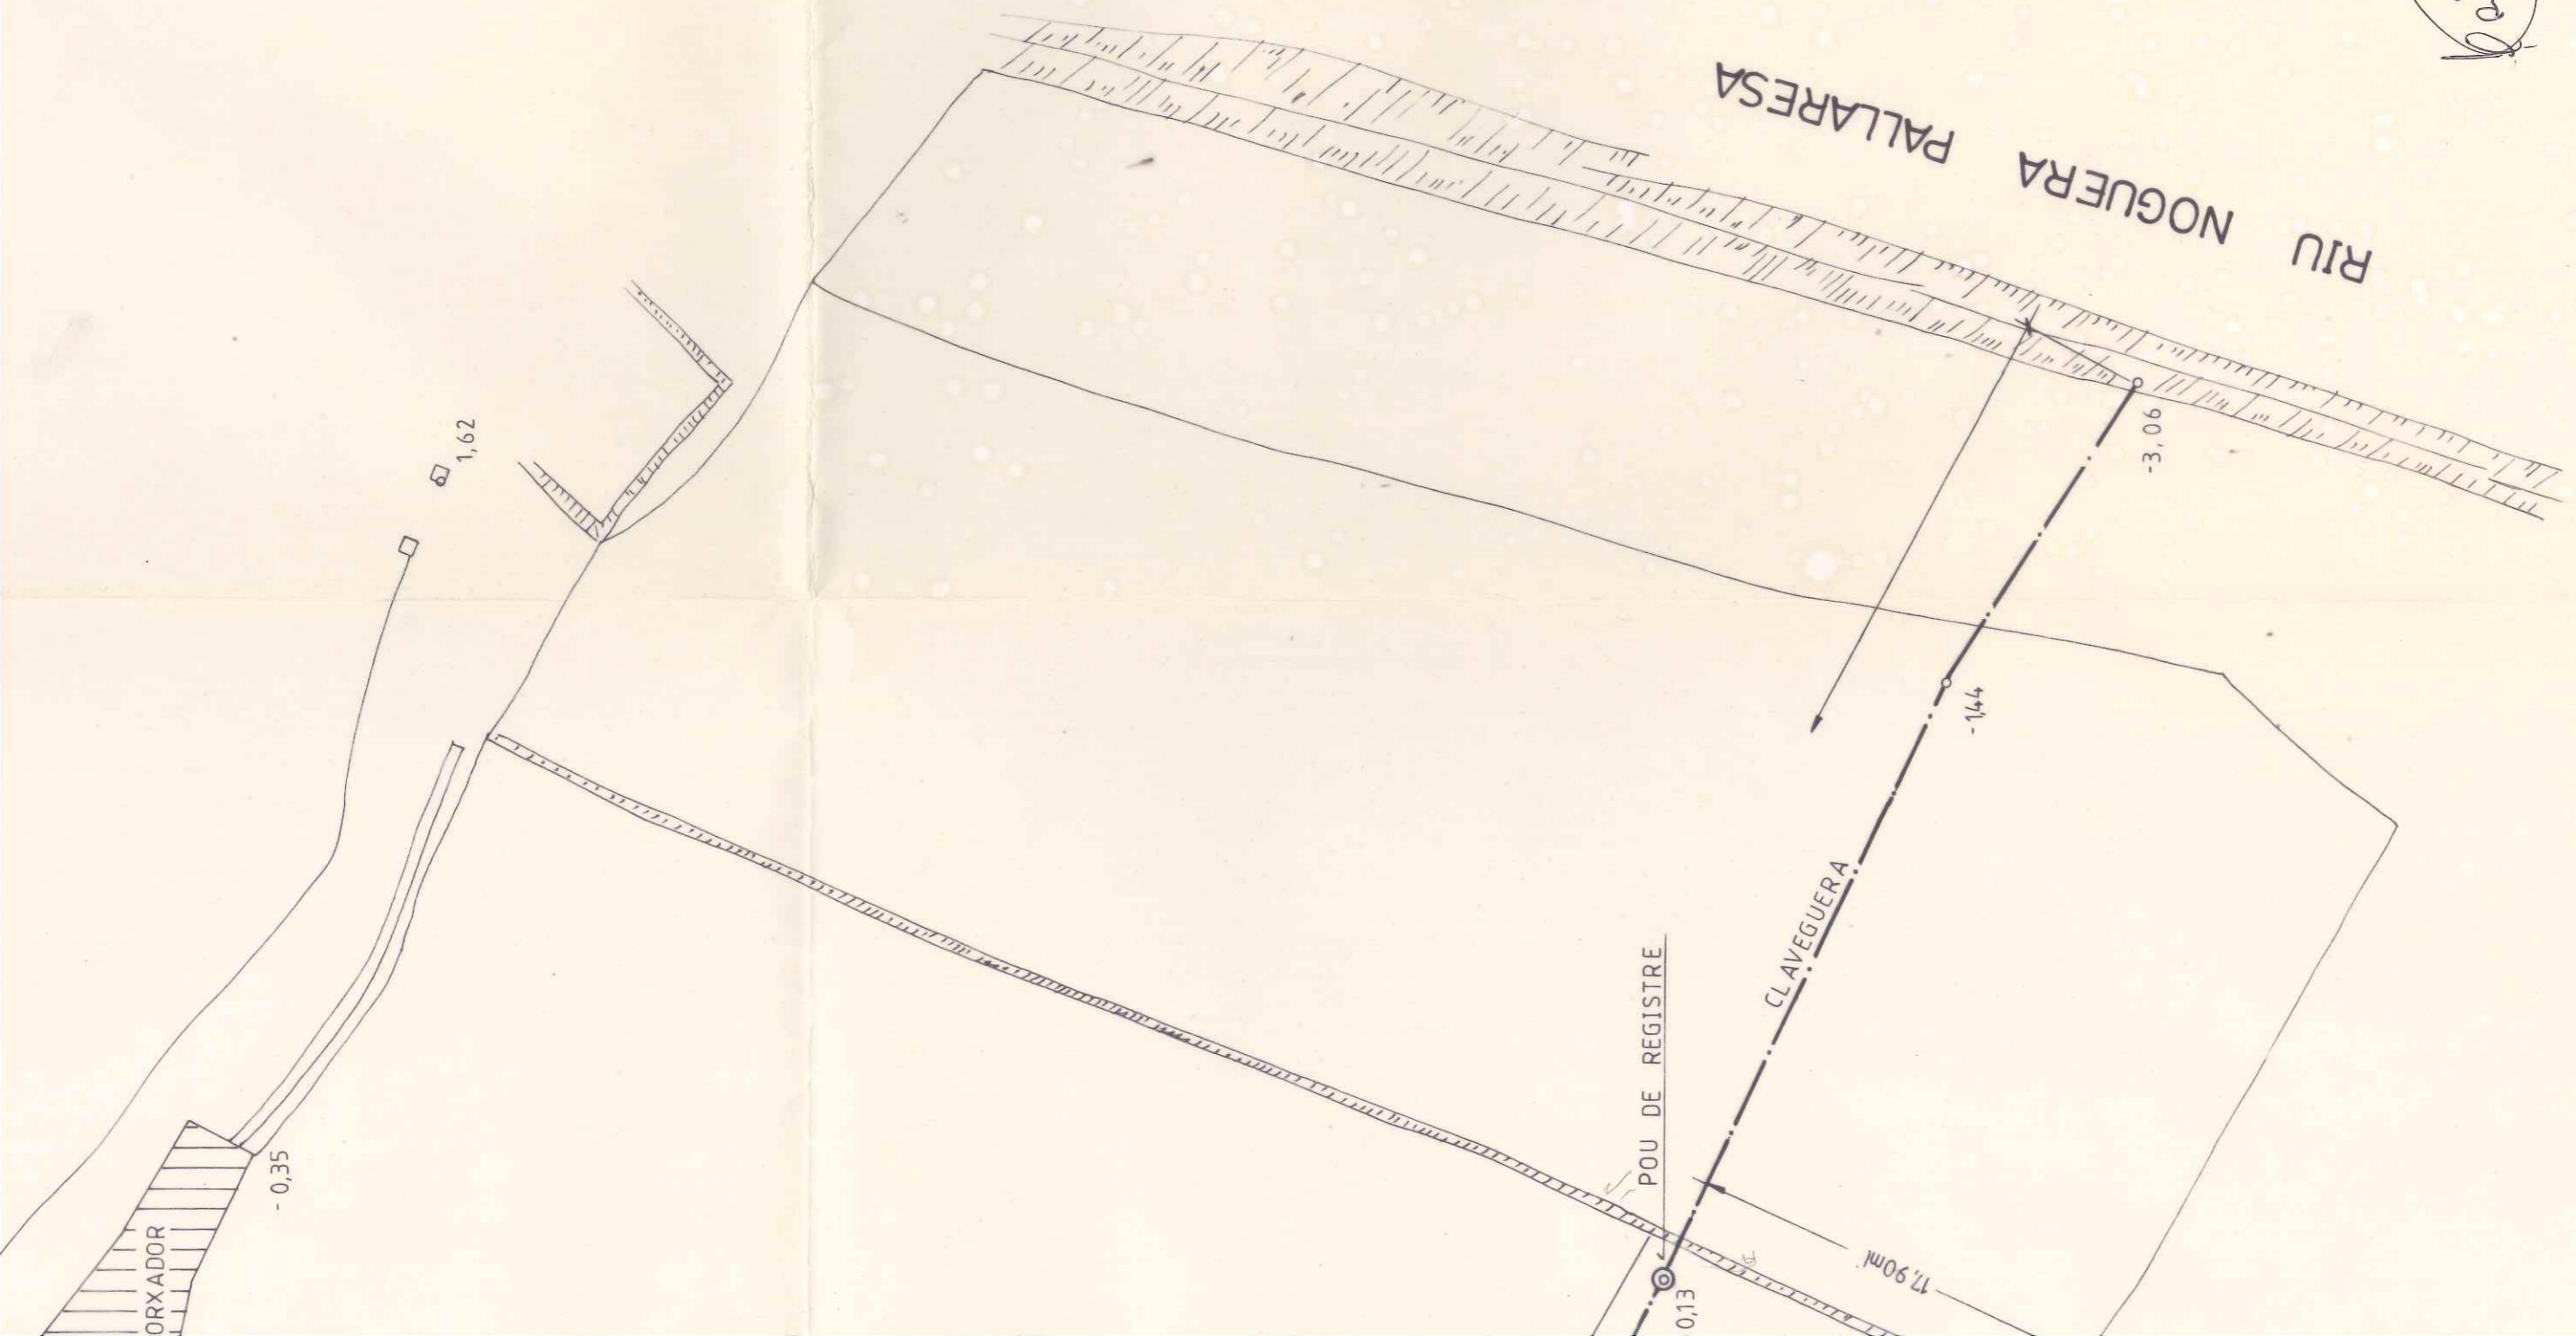 RIU NOGUERA PALLARESA
1,62
-3,06
-1,44
CLAVEGUERA
POU DE REGISTRE
-0,35
ORXADOR
17,90ml
0,13